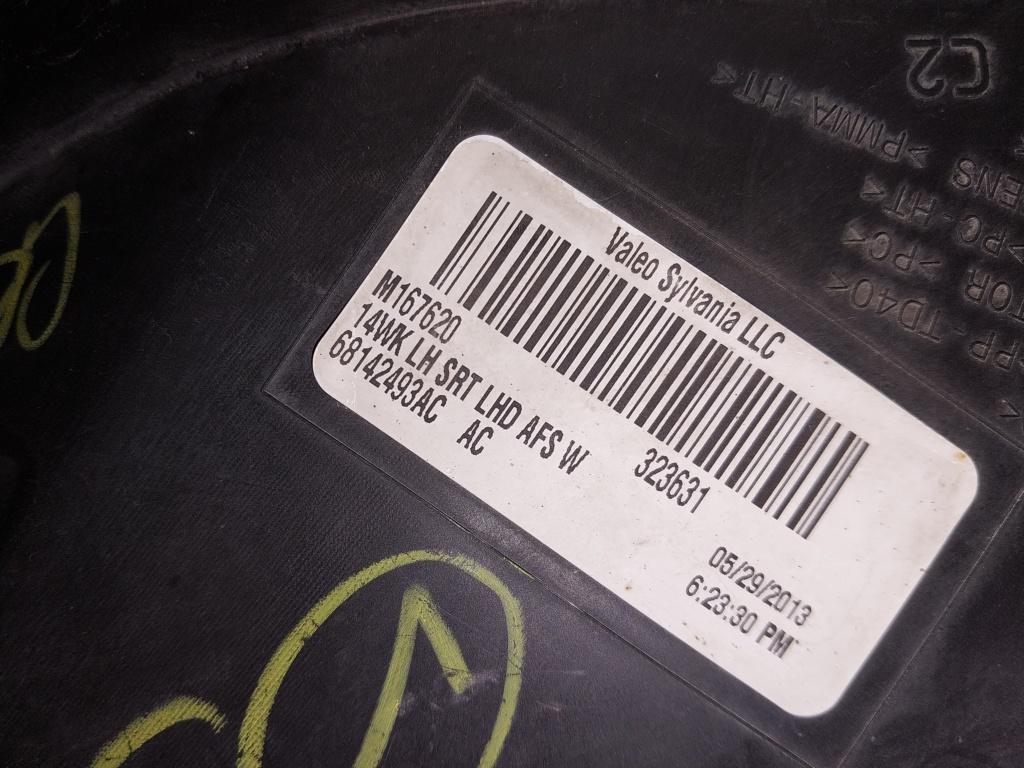 Valeo Sylvania LLC
M167620
14WK LH SRT LHD AFS W 323631
68142493AC AC
05/29/2013
6:23:30 PM
C2
>PMMA-HT<
>PC-HT<
>PC<
PP-TD40<